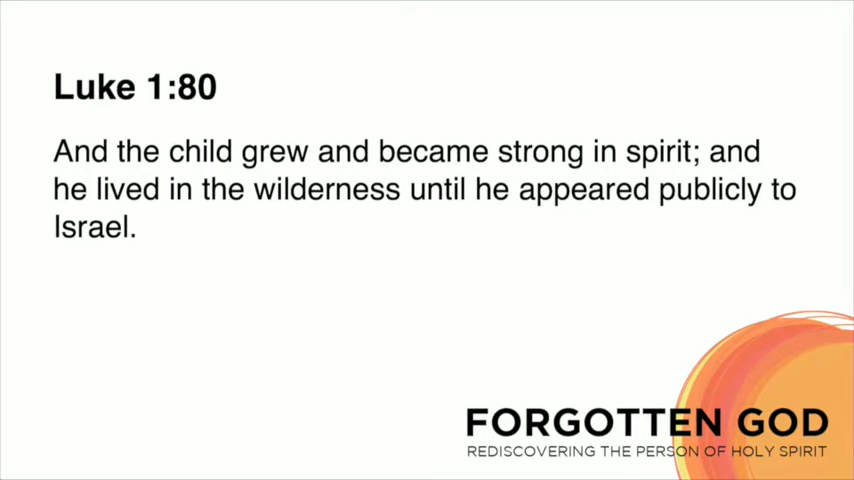 Luke 1:80
And the child grew and became strong in spirit; and
he lived in the wilderness until he appeared publicly to
Israel.
FORGOTTEN GOD
REDISCOVERING THE PERSON OF HOLY SPIRIT